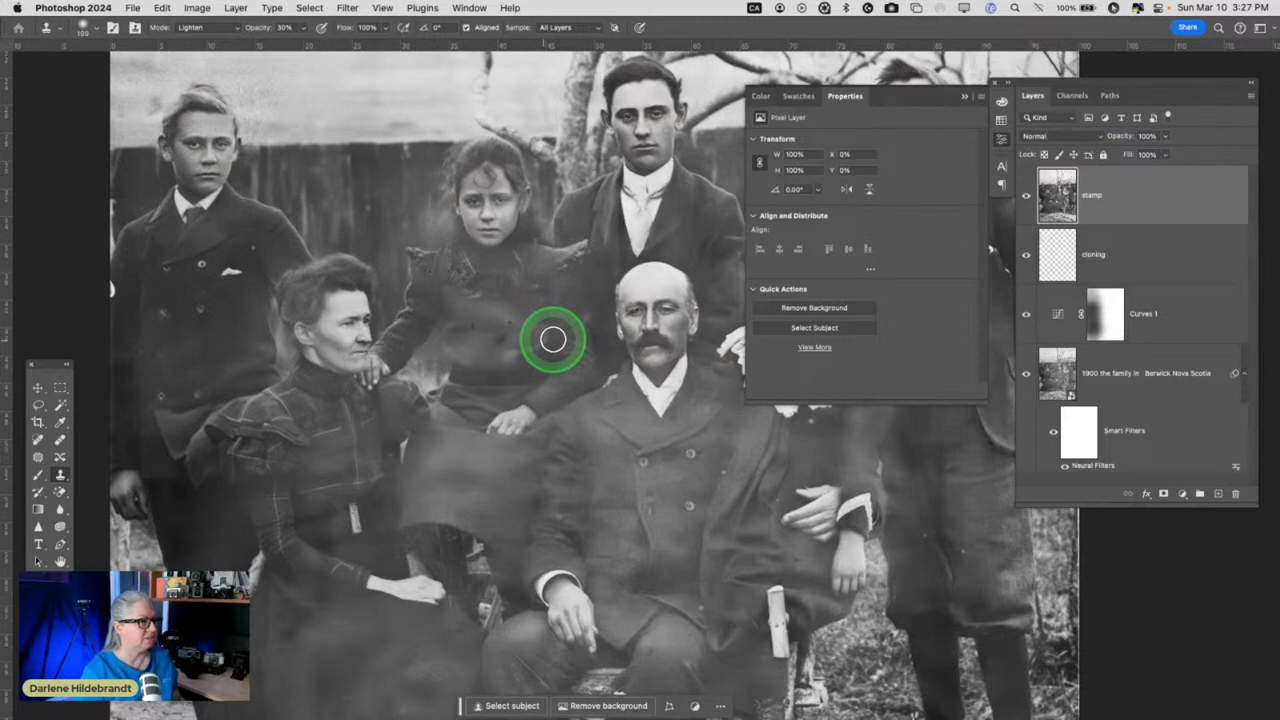 Photoshop 2024 File Edit Image Layer Type Select Filter View Plugins Window Help 100% Sun Mar 10 3:27 PM
100 Mode: Lighten Opacity: 30% Flow: 100% 0° Aligned Sample: All Layers Share
Color Swatches Properties
Pixel Layer
Transform
W 100% X 0%
H 100% Y 0%
0.00°
Align and Distribute
Align:
Quick Actions
Remove Background
Select Subject
View More
Layers Channels Paths
Kind
Normal Opacity: 100%
Lock: Fill: 100%
stamp
cloning
Curves 1
1900 the family in Berwick Nova Scotia
Smart Filters
Neural Filters
Darlene Hildebrandt
Select subject Remove background